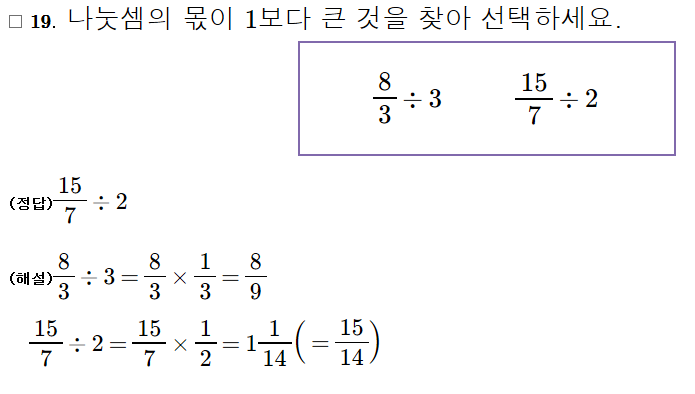 □ 19. 나눗셈의 몫이 1보다 큰 것을 찾아 선택하세요.
8/3 ÷ 3 15/7 ÷ 2
(정답) 15/7 ÷ 2
(해설) 8/3 ÷ 3 = 8/3 × 1/3 = 8/9
15/7 ÷ 2 = 15/7 × 1/2 = 1 1/14 (= 15/14)